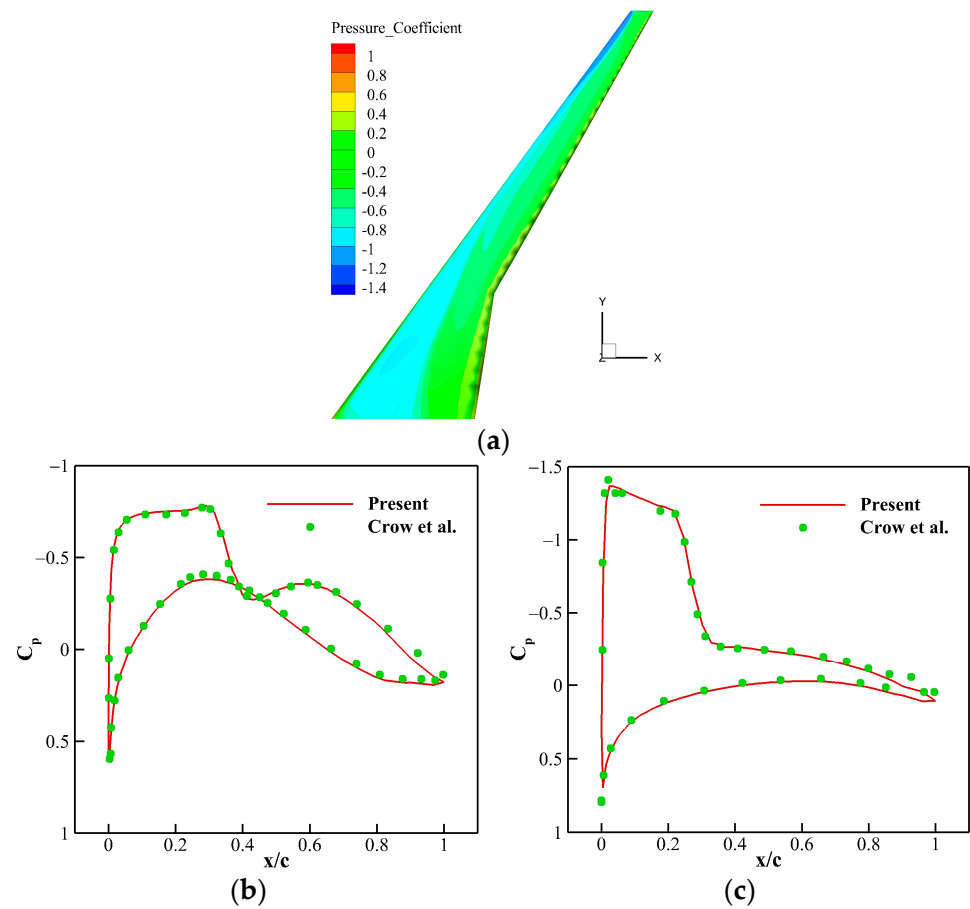 Pressure_Coefficient
1
0.8
0.6
0.4
0.2
0
-0.2
-0.4
-0.6
-0.8
-1
-1.2
-1.4
Y
Z X
(a)
−1
−0.5
0
0.5
1
C_p
Present
Crow et al.
0 0.2 0.4 0.6 0.8 1
x/c
(b)
−1.5
−1
−0.5
0
0.5
1
C_p
Present
Crow et al.
0 0.2 0.4 0.6 0.8 1
x/c
(c)